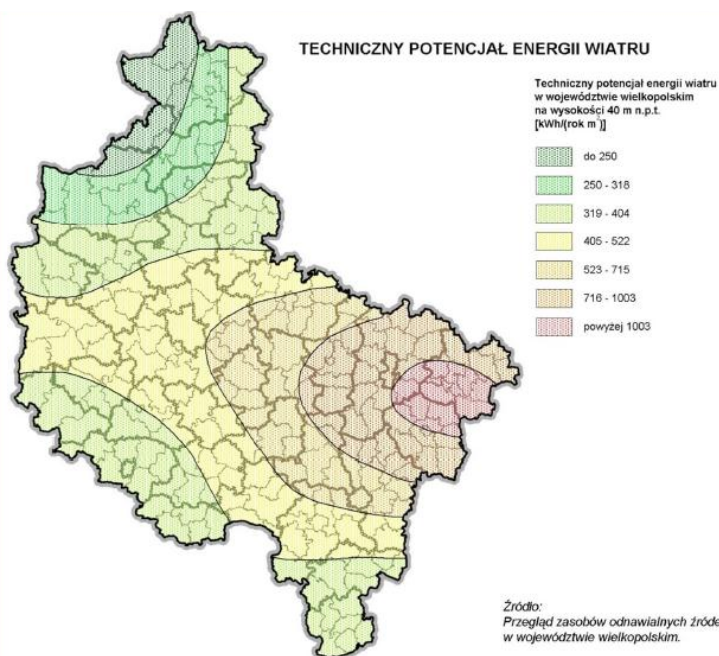 TECHNICZNY POTENCJAŁ ENERGII WIATRU
Techniczny potencjał energii wiatru
w województwie wielkopolskim
na wysokości 40 m n.p.t.
[kWh/(rok m²)]
do 250
250 - 318
319 - 404
405 - 522
523 - 715
716 - 1003
powyżej 1003
Źródło:
Przegląd zasobów odnawialnych źróde
w województwie wielkopolskim.